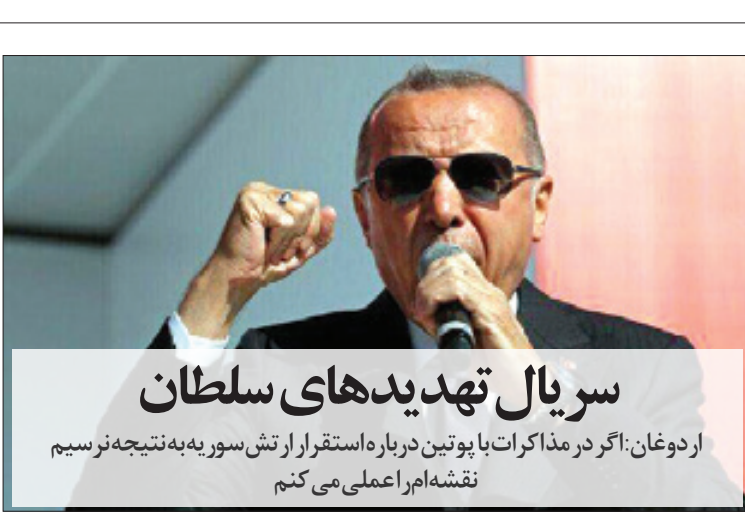 سریال تهدیدهای سلطان
اردوغان: اگر در مذاکرات با پوتین درباره استقرار ارتش سوریه به نتیجه نرسیم
نقشه‌ام را عملی می‌کنم